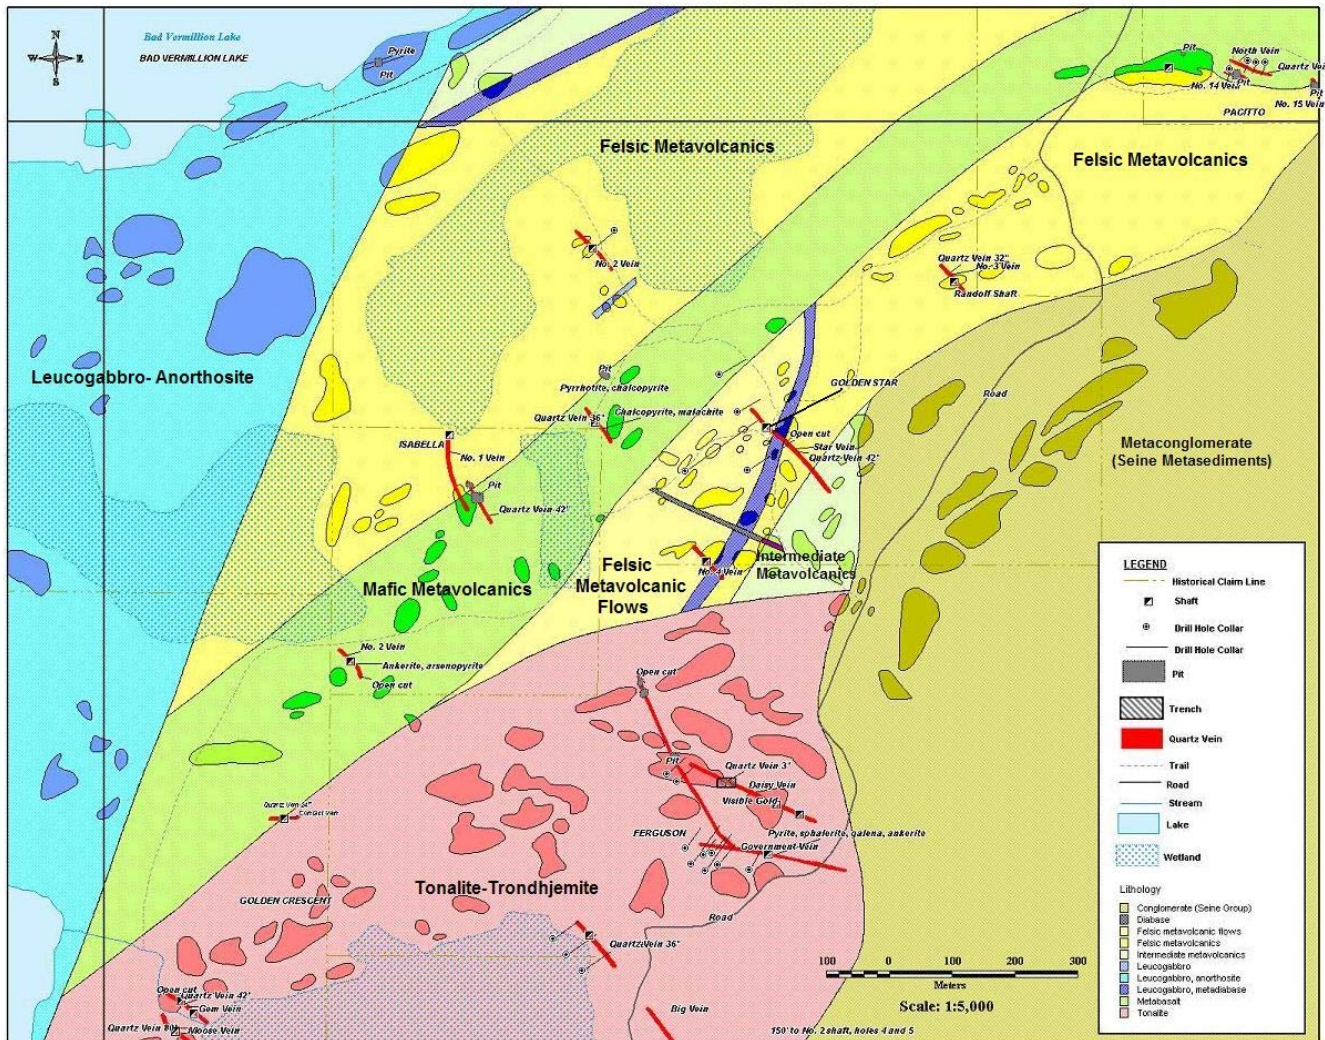 N
W E
S
Bad Vermillion Lake
BAD VERMILLION LAKE
Pyrite
Pit
Pit
North Vein
Quartz Vei
No. 14 Vein
Pit
Pit
No. 15 Vein
PACITTO
Felsic Metavolcanics
Felsic Metavolcanics
No. 2 Vein
Quartz Vein 32"
No. 3 Vein
Randolf Shaft
Leucogabbro- Anorthosite
Pit
Pyrrhotite, chalcopyrite
GOLDEN STAR
Road
Quartz Vein 36"
Chalcopyrite, malachite
ISABELLA
Open cut
Star Vein
Quartz Vein 42"
No. 1 Vein
Metaconglomerate
(Seine Metasediments)
Pit
Quartz Vein 42"
Intermediate
Metavolcanics
No. 4 Vein
Felsic
Metavolcanic
Flows
Mafic Metavolcanics
No. 2 Vein
Ankerite, arsenopyrite
Open cut
Open cut
Pit
Quartz Vein 3"
Daisy Vein
Visible Gold
Contact Vein
FERGUSON
Pyrite, sphalerite, galena, ankerite
Government Vein
Tonalite-Trondhjemite
GOLDEN CRESCENT
Road
Quartz Vein 36"
Open cut
Quartz Vein 42"
Gem Vein
Quartz Vein
Moose Vein
Big Vein
150' to No. 2 shaft, holes 4 and 5
100 0 100 200 300
Meters
Scale: 1:5,000
LEGEND
Historical Claim Line
Shaft
Drill Hole Collar
Drill Hole Collar
Pit
Trench
Quartz Vein
Trail
Road
Stream
Lake
Wetland
Lithology
Conglomerate (Seine Group)
Diabase
Felsic metavolcanic flows
Felsic metavolcanics
Intermediate metavolcanics
Leucogabbro
Leucogabbro, anorthosite
Leucogabbro, metadiabase
Metabasalt
Tonalite